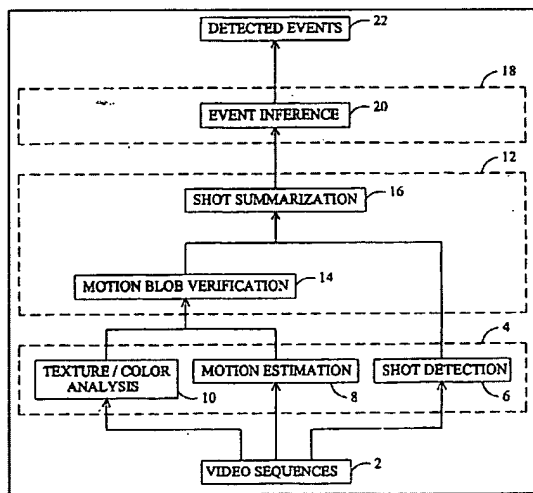 DETECTED EVENTS 22
18
EVENT INFERENCE 20
12
SHOT SUMMARIZATION 16
MOTION BLOB VERIFICATION 14
4
TEXTURE / COLOR
ANALYSIS 10
MOTION ESTIMATION 8
SHOT DETECTION 6
VIDEO SEQUENCES 2